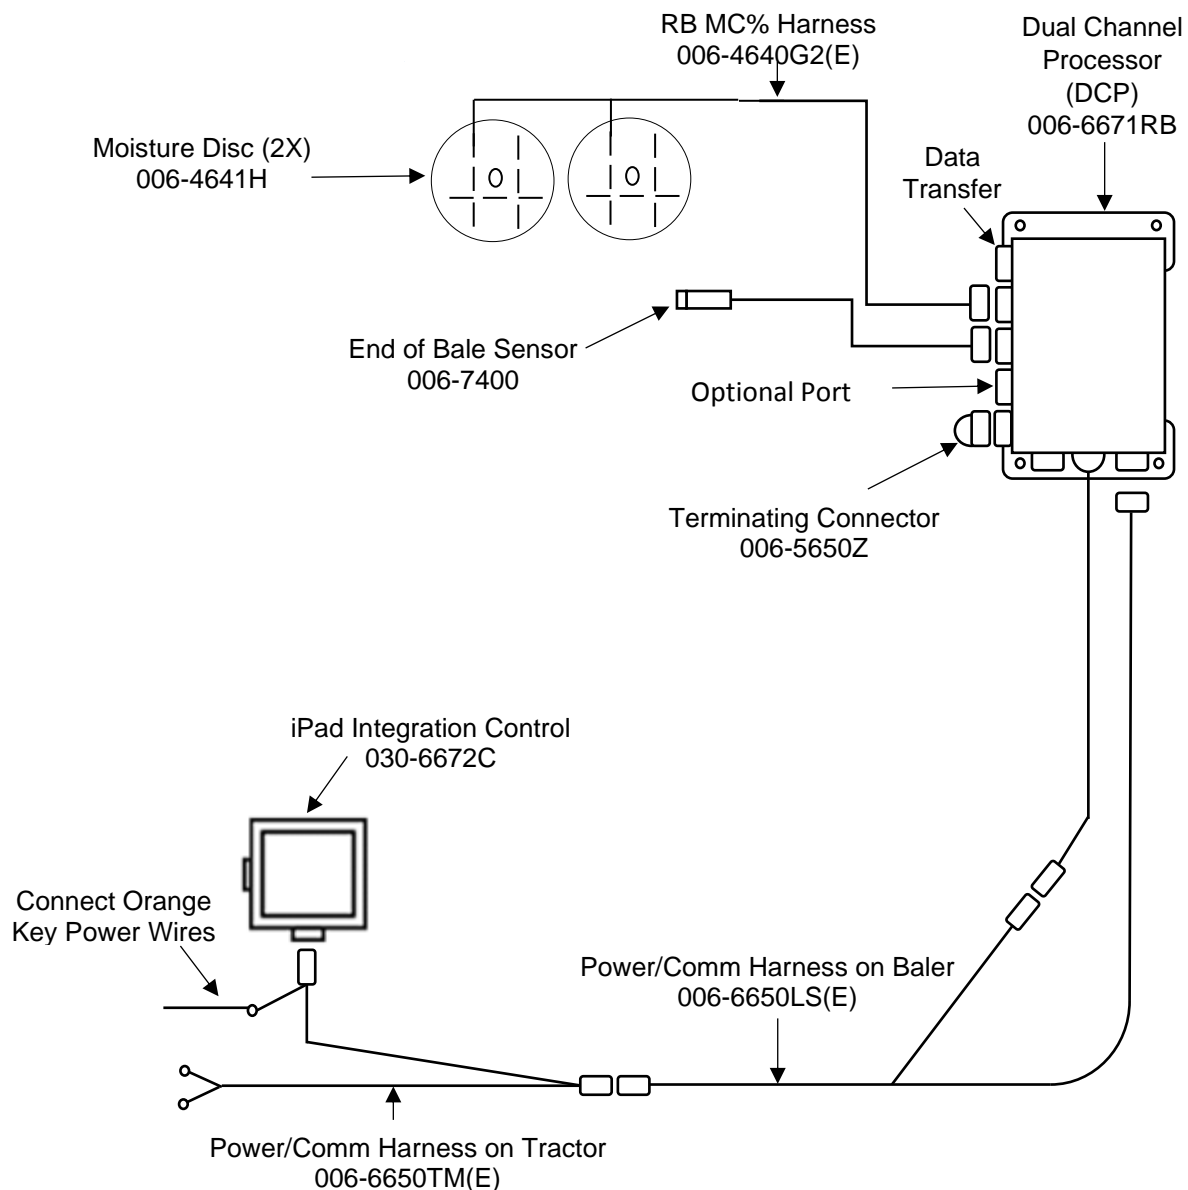 RB MC% Harness
006-4640G2(E)
Dual Channel
Processor
(DCP)
006-6671RB
Moisture Disc (2X)
006-4641H
Data
Transfer
End of Bale Sensor
006-7400
Optional Port
Terminating Connector
006-5650Z
iPad Integration Control
030-6672C
Connect Orange
Key Power Wires
Power/Comm Harness on Baler
006-6650LS(E)
Power/Comm Harness on Tractor
006-6650TM(E)